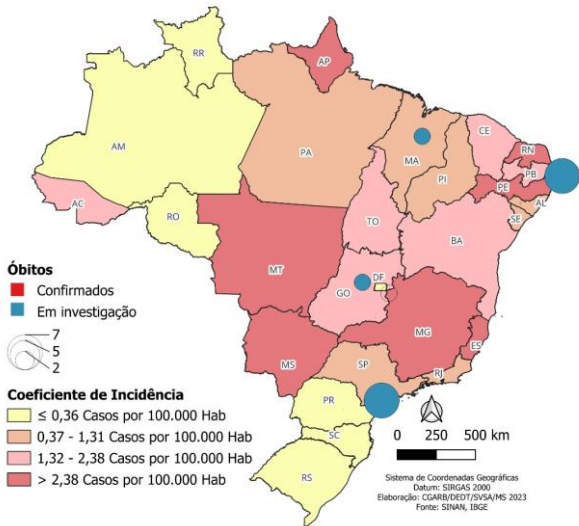 RR
AP
AM
PA
MA
CE
RN
PB
PE
PI
AL
SE
AC
RO
TO
BA
MT
DF
GO
MG
ES
MS
SP
RJ
PR
SC
RS
Óbitos
Confirmados
Em investigação
7
5
2
Coeficiente de Incidência
≤ 0,36 Casos por 100.000 Hab
0,37 - 1,31 Casos por 100.000 Hab
1,32 - 2,38 Casos por 100.000 Hab
> 2,38 Casos por 100.000 Hab
0 250 500 km
Sistema de Coordenadas Geográficas
Datum: SIRGAS 2000
Elaboração: CGARB/DEDT/SVSA/MS 2023
Fonte: SINAN, IBGE